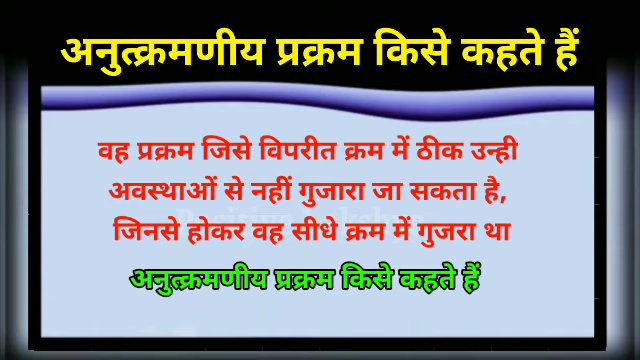 अनुत्क्रमणीय प्रक्रम किसे कहते हैं
वह प्रक्रम जिसे विपरीत क्रम में ठीक उन्ही
अवस्थाओं से नहीं गुजारा जा सकता है,
जिनसे होकर वह सीधे क्रम में गुजरा था
अनुत्क्रमणीय प्रक्रम किसे कहते हैं